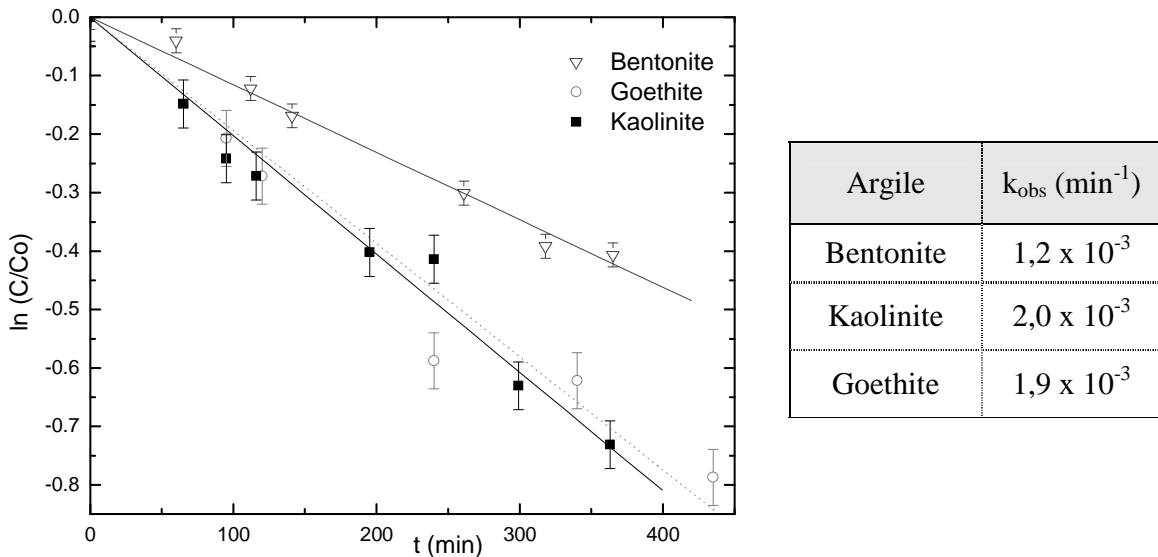 0.0
-0.1
-0.2
-0.3
-0.4
-0.5
-0.6
-0.7
-0.8
ln (C/Co)
0
100
200
300
400
t (min)
Bentonite
Goethite
Kaolinite
Argile k_obs (min⁻¹)
Bentonite 1,2 x 10⁻³
Kaolinite 2,0 x 10⁻³
Goethite 1,9 x 10⁻³